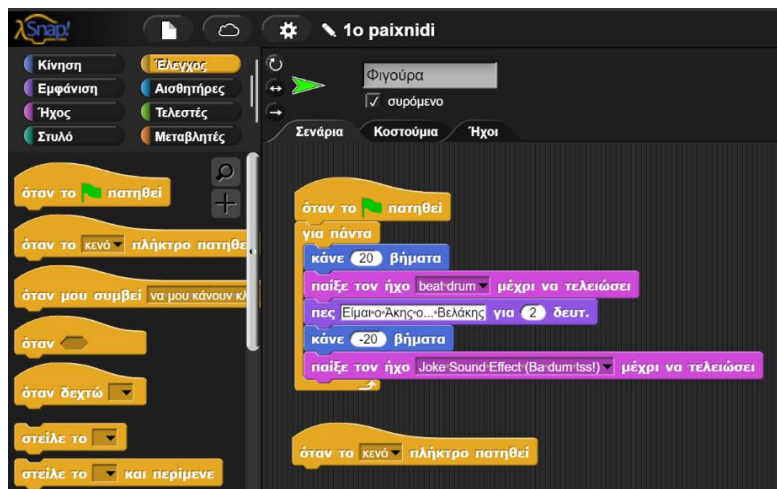 λSnap!
1o paixnidi
Κίνηση
Έλεγχος
Εμφάνιση
Αισθητήρες
Ήχος
Τελεστές
Στυλό
Μεταβλητές
όταν το πατηθεί
όταν το κενό πλήκτρο πατηθε
όταν μου συμβεί να μου κάνουν κλ
όταν
όταν δεχτώ
στείλε το
στείλε το και περίμενε
Φιγούρα
συρόμενο
Σενάρια Κοστούμια Ήχοι
όταν το πατηθεί
για πάντα
κάνε 20 βήματα
παίξε τον ήχο beat drum μέχρι να τελειώσει
πες Είμαι ο Άκης ο... Βελάκης για 2 δευτ.
κάνε -20 βήματα
παίξε τον ήχο Joke Sound Effect (Ba dum tss!) μέχρι να τελειώσει
όταν το κενό πλήκτρο πατηθεί